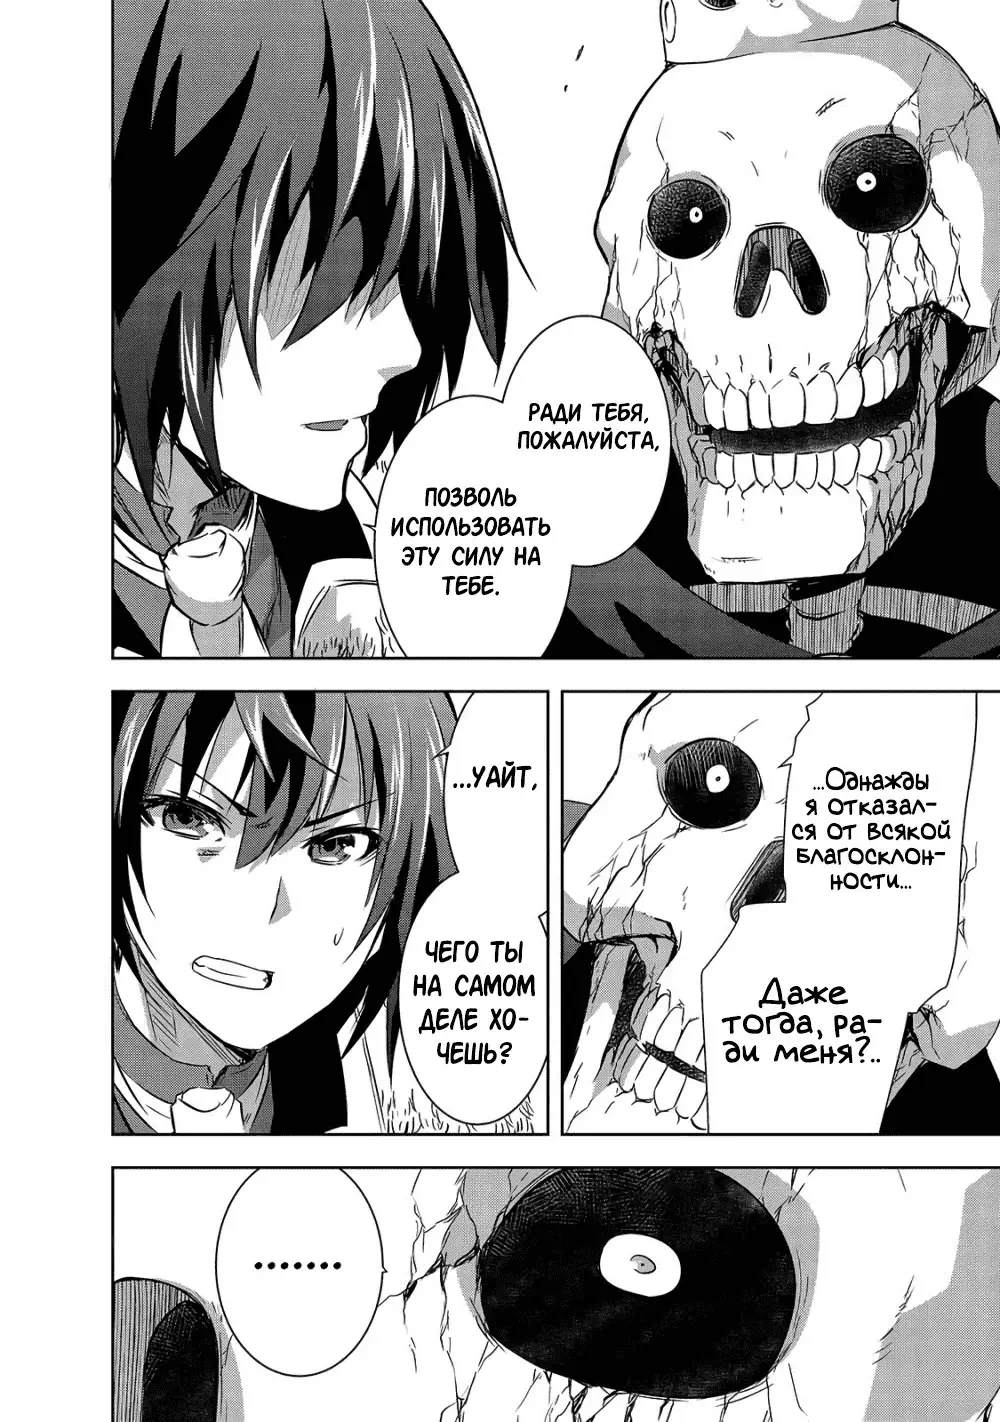 РАДИ ТЕБЯ,
ПОЖАЛУЙСТА,
ПОЗВОЛЬ
ИСПОЛЬЗОВАТЬ
ЭТУ СИЛУ НА
ТЕБЕ.
...Однажды
я отказал-
ся от всякой
благосклон-
ности...
Даже
тогда, ра-
ди меня?..
...УАЙТ,
ЧЕГО ТЫ
НА САМОМ
ДЕЛЕ ХО-
ЧЕШЬ?
........